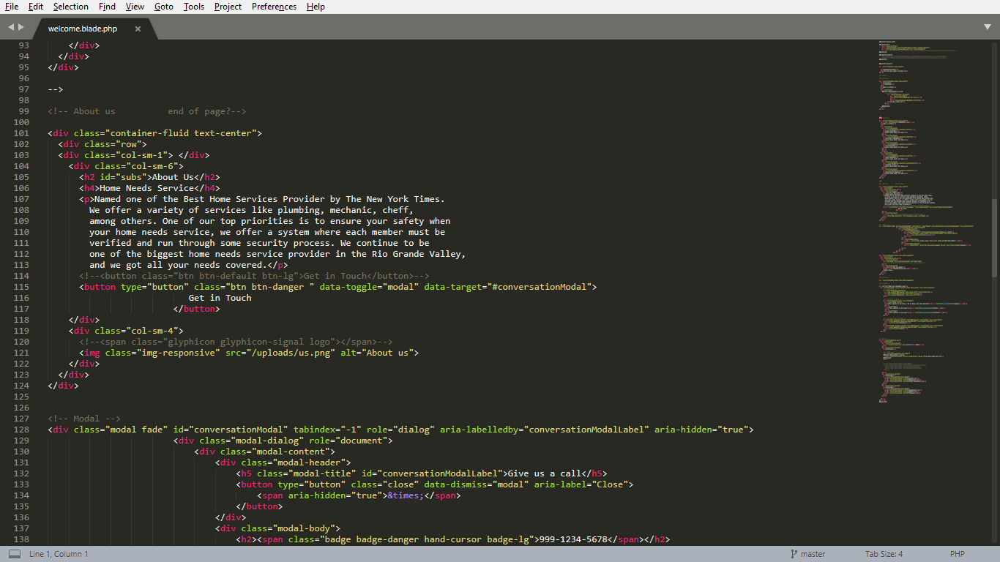 File Edit Selection Find View Goto Tools Project Preferences Help
welcome.blade.php ×
93 </div>
94 </div>
95 </div>
96
97 -->
98
99 <!-- About us end of page?-->
100
101 <div class="container-fluid text-center">
102 <div class="row">
103 <div class="col-sm-1"> </div>
104 <div class="col-sm-6">
105 <h2 id="subs">About Us</h2>
106 <h4>Home Needs Service</h4>
107 <p>Named one of the Best Home Services Provider by The New York Times.
108 We offer a variety of services like plumbing, mechanic, cheff,
109 among others. One of our top priorities is to ensure your safety when
110 your home needs service, we offer a system where each member must be
111 verified and run through some security process. We continue to be
112 one of the biggest home needs service provider in the Rio Grande Valley,
113 and we got all your needs covered.</p>
114 <!--<button class="btn btn-default btn-lg">Get in Touch</button>-->
115 <button type="button" class="btn btn-danger " data-toggle="modal" data-target="#conversationModal">
116 Get in Touch
117 </button>
118 </div>
119 <div class="col-sm-4">
120 <!--<span class="glyphicon glyphicon-signal logo"></span>-->
121 <img class="img-responsive" src="/uploads/us.png" alt="About us">
122 </div>
123 </div>
124 </div>
125
126
127 <!-- Modal -->
128 <div class="modal fade" id="conversationModal" tabindex="-1" role="dialog" aria-labelledby="conversationModalLabel" aria-hidden="true">
129 <div class="modal-dialog" role="document">
130 <div class="modal-content">
131 <div class="modal-header">
132 <h5 class="modal-title" id="conversationModalLabel">Give us a call</h5>
133 <button type="button" class="close" data-dismiss="modal" aria-label="Close">
134 <span aria-hidden="true">&times;</span>
135 </button>
136 </div>
137 <div class="modal-body">
138 <h2><span class="badge badge-danger hand-cursor badge-lg">999-1234-5678</span></h2>
Line 1, Column 1 master Tab Size: 4 PHP